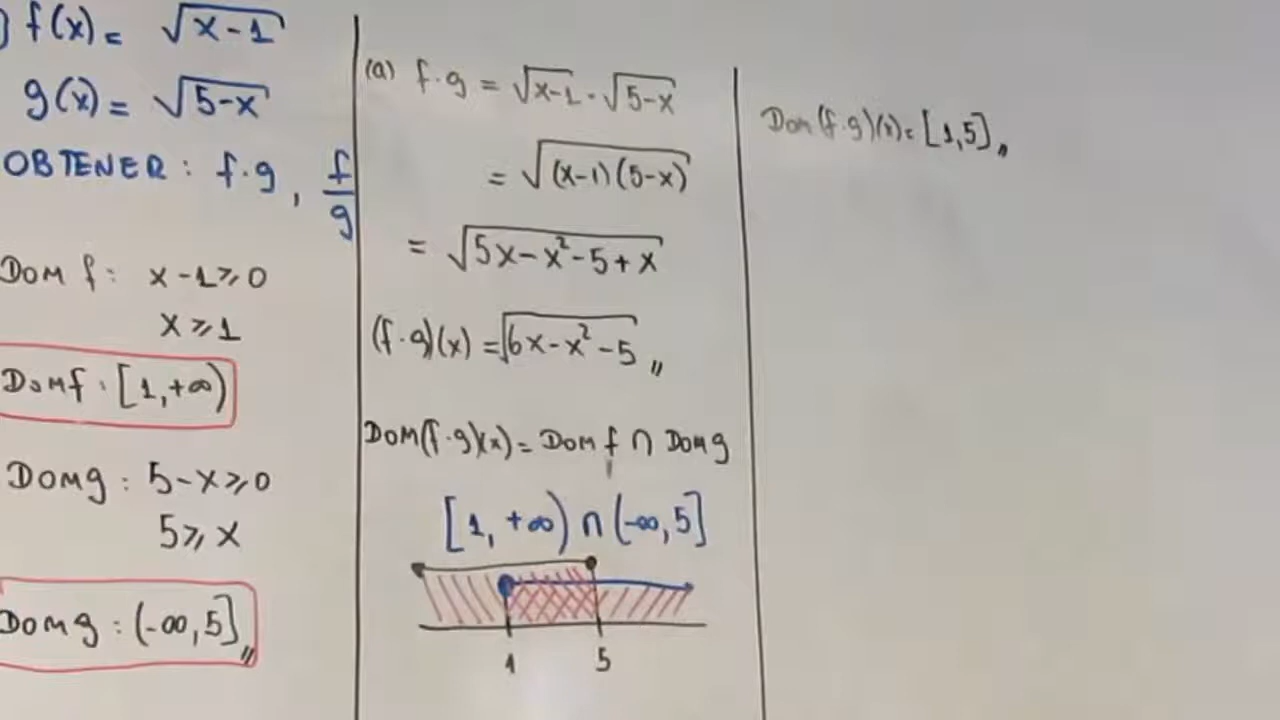 ) f(x) = √(x-1)
g(x) = √(5-x)
OBTENER: f·g , f/g
Dom f: x-1≥0
x≥1
Dom f: [1,+∞)
Dom g: 5-x≥0
5≥x
Dom g: (-∞,5],,
(a) f·g = √(x-1) · √(5-x)
= √((x-1)(5-x))
= √(5x-x²-5+x)
(f·g)(x) = √(6x-x²-5),,
Dom(f·g)(x) = Dom f ∩ Dom g
[1, +∞) ∩ (-∞,5]
1 5
Dom(f·g)(x) = [1,5],,